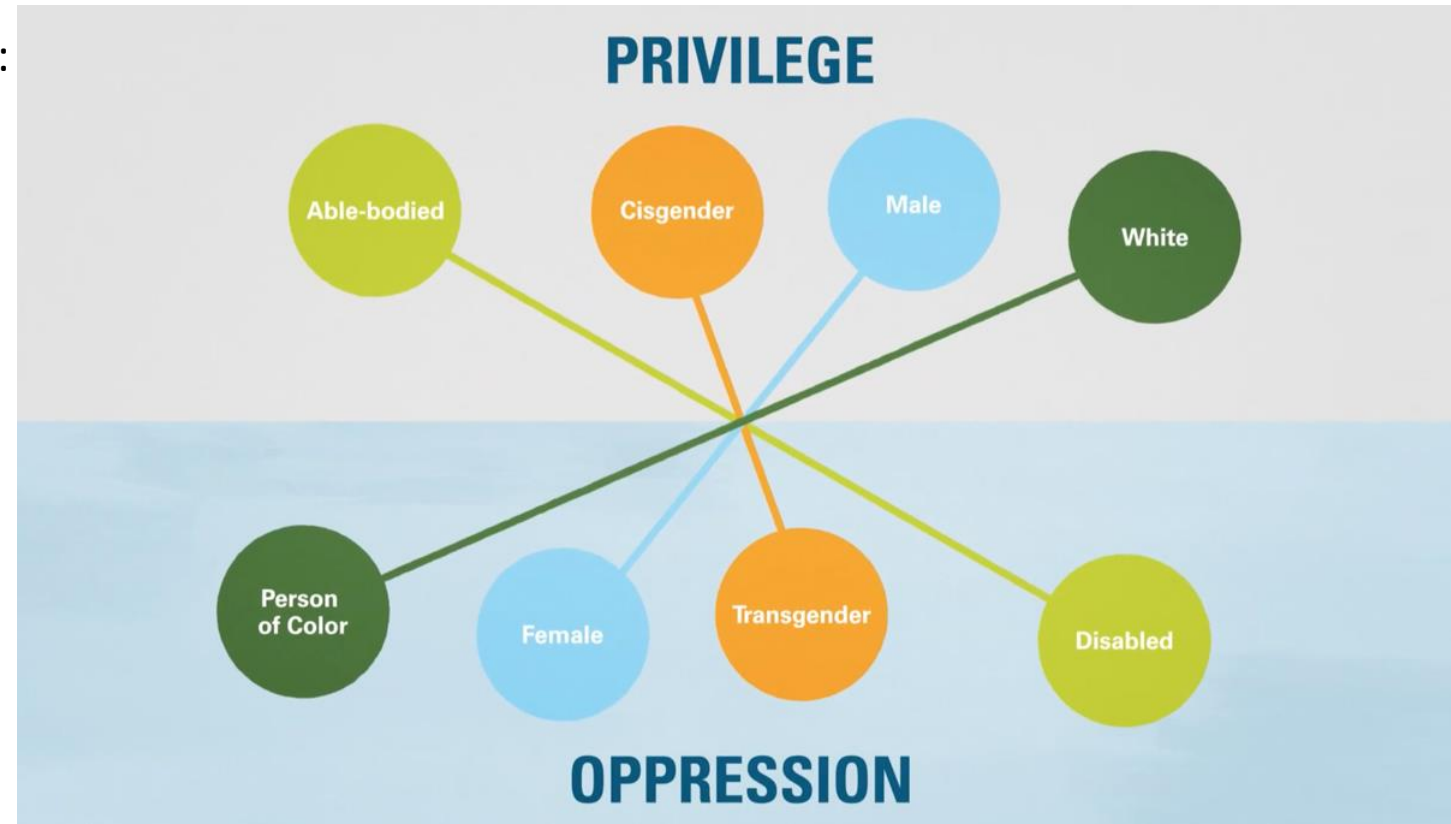 :
PRIVILEGE
Able-bodied
Cisgender
Male
White
Person
of Color
Female
Transgender
Disabled
OPPRESSION